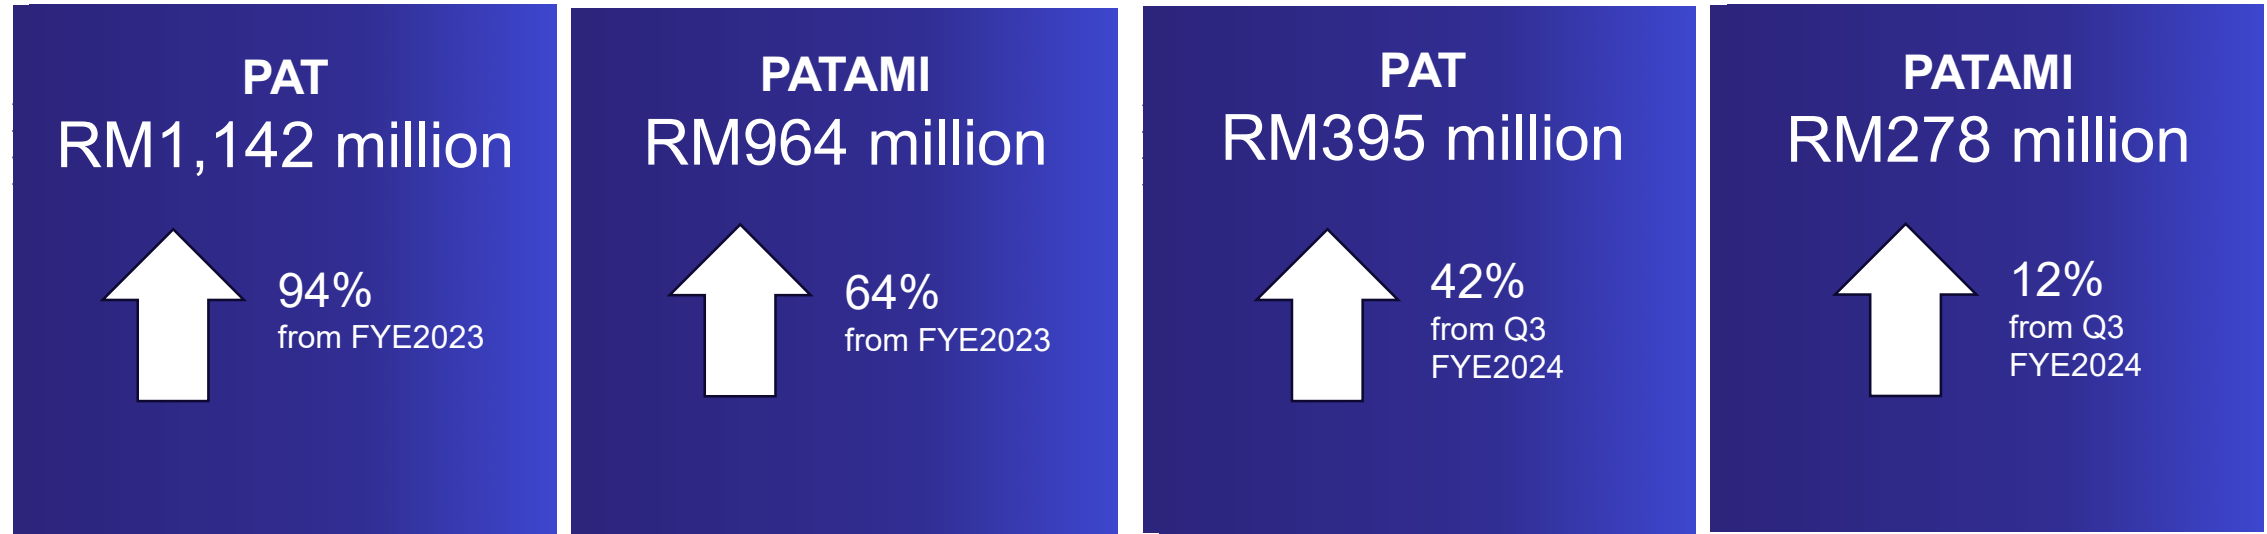 PAT
RM1,142 million
94%
from FYE2023
PATAMI
RM964 million
64%
from FYE2023
PAT
RM395 million
42%
from Q3
FYE2024
PATAMI
RM278 million
12%
from Q3
FYE2024